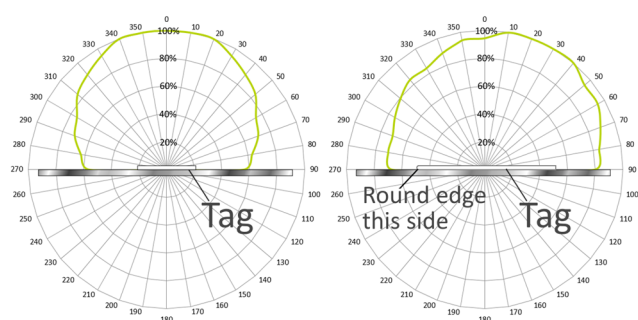 0
350 10
340 100% 20
330 30
320 80% 40
310 50
300 60% 60
290 40% 70
280 20% 80
270 90
260 100
250 Tag 110
240 120
230 130
220 140
210 150
200 160
190 170
180
0
350 10
340 100% 20
330 30
320 80% 40
310 50
300 60% 60
290 40% 70
280 20% 80
270 90
260 100
Round edge
this side
250 Tag 110
240 120
230 130
220 140
210 150
200 160
190 170
180